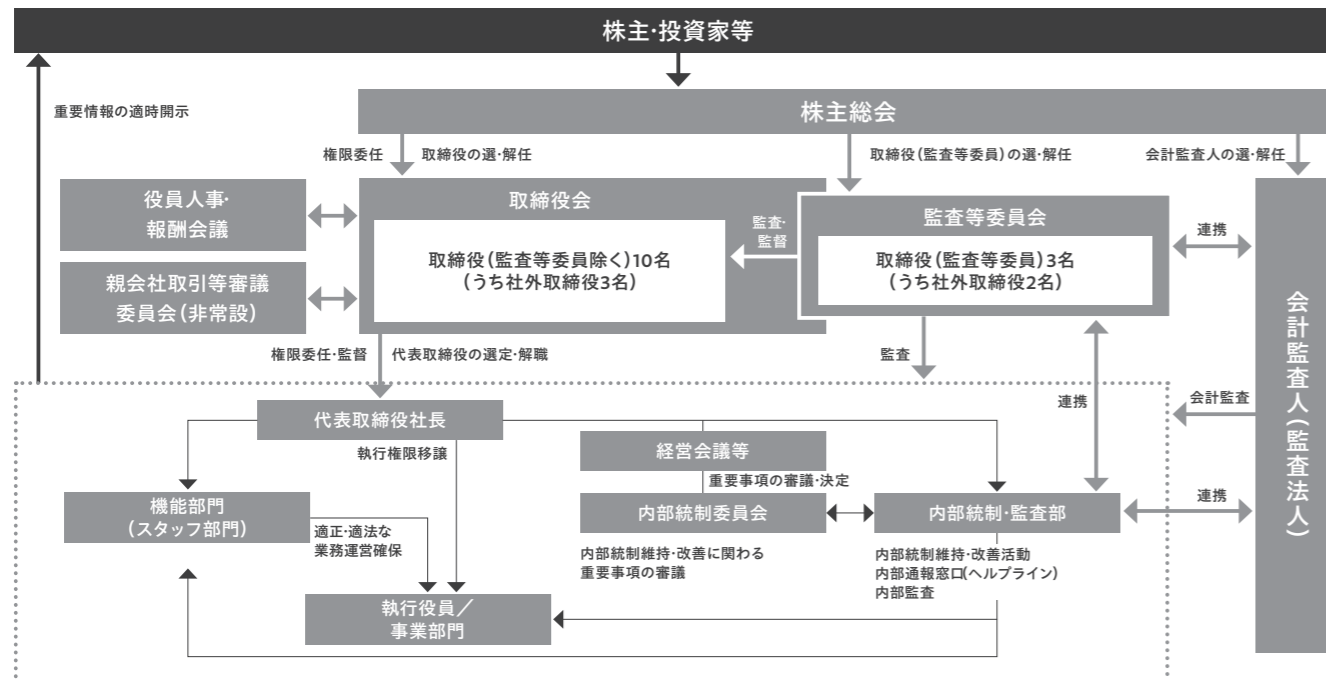 株主・投資家等
重要情報の適時開示
株主総会
権限委任
取締役の選・解任
取締役(監査等委員)の選・解任
会計監査人の選・解任
役員人事・
報酬会議
取締役会
取締役(監査等委員除く)10名
(うち社外取締役3名)
監査・
監督
監査等委員会
取締役(監査等委員)3名
(うち社外取締役2名)
連携
親会社取引等審議
委員会(非常設)
会計監査人(監査法人)
権限委任・監督
代表取締役の選定・解職
監査
連携
会計監査
代表取締役社長
執行権限移譲
経営会議等
重要事項の審議・決定
機能部門
(スタッフ部門)
適正・適法な
業務運営確保
内部統制委員会
内部統制維持・改善に関わる
重要事項の審議
内部統制・監査部
連携
内部統制維持・改善活動
内部通報窓口(ヘルプライン)
内部監査
執行役員/
事業部門